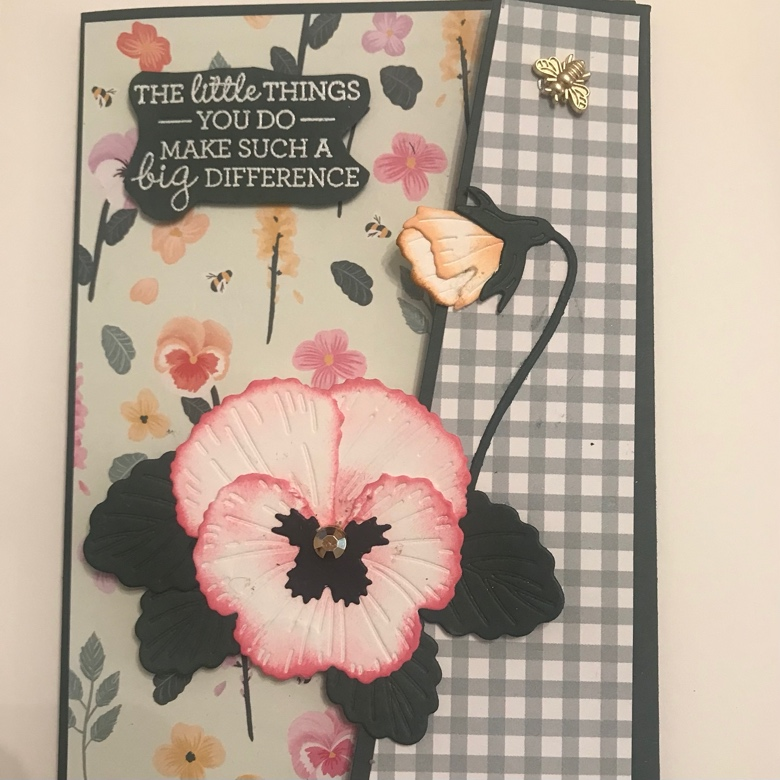 THE little THINGS
YOU DO
MAKE SUCH A
big DIFFERENCE